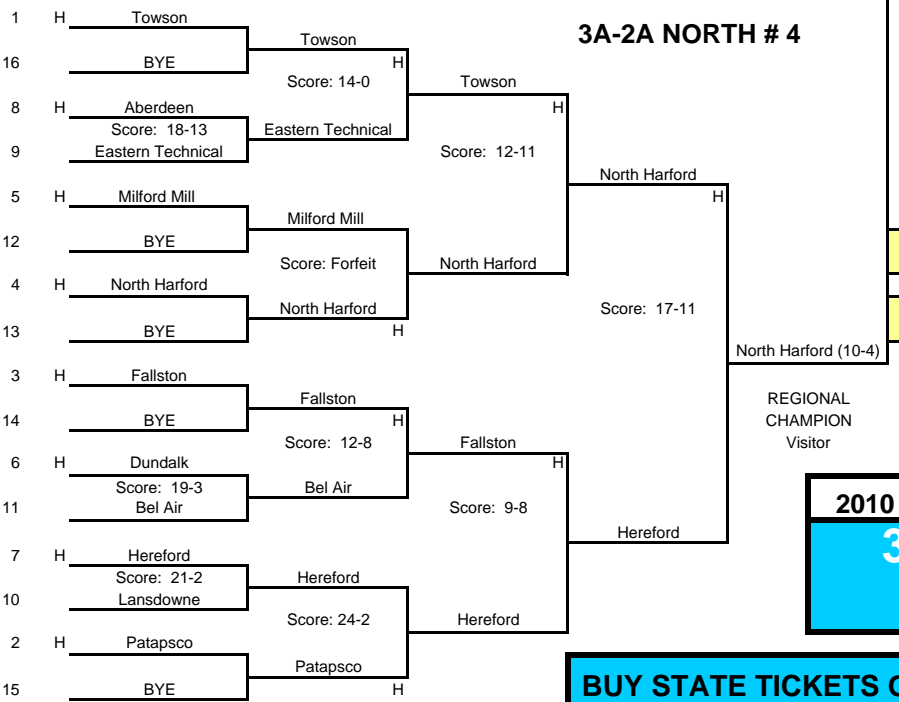 3A-2A NORTH # 4
1 H Towson
Towson
16 BYE H
Score: 14-0 Towson
8 H Aberdeen H
Score: 18-13 Eastern Technical
9 Eastern Technical Score: 12-11
North Harford
5 H Milford Mill H
Milford Mill
12 BYE
Score: Forfeit North Harford
4 H North Harford
North Harford Score: 17-11
13 BYE H
North Harford (10-4)
3 H Fallston
Fallston REGIONAL
14 BYE H CHAMPION
Score: 12-8 Fallston Visitor
6 H Dundalk H
Score: 19-3 Bel Air
11 Bel Air Score: 9-8
2010
Hereford
3
7 H Hereford
Score: 21-2 Hereford
10 Lansdowne
Score: 24-2 Hereford
2 H Patapsco
Patapsco
15 BYE H
BUY STATE TICKETS